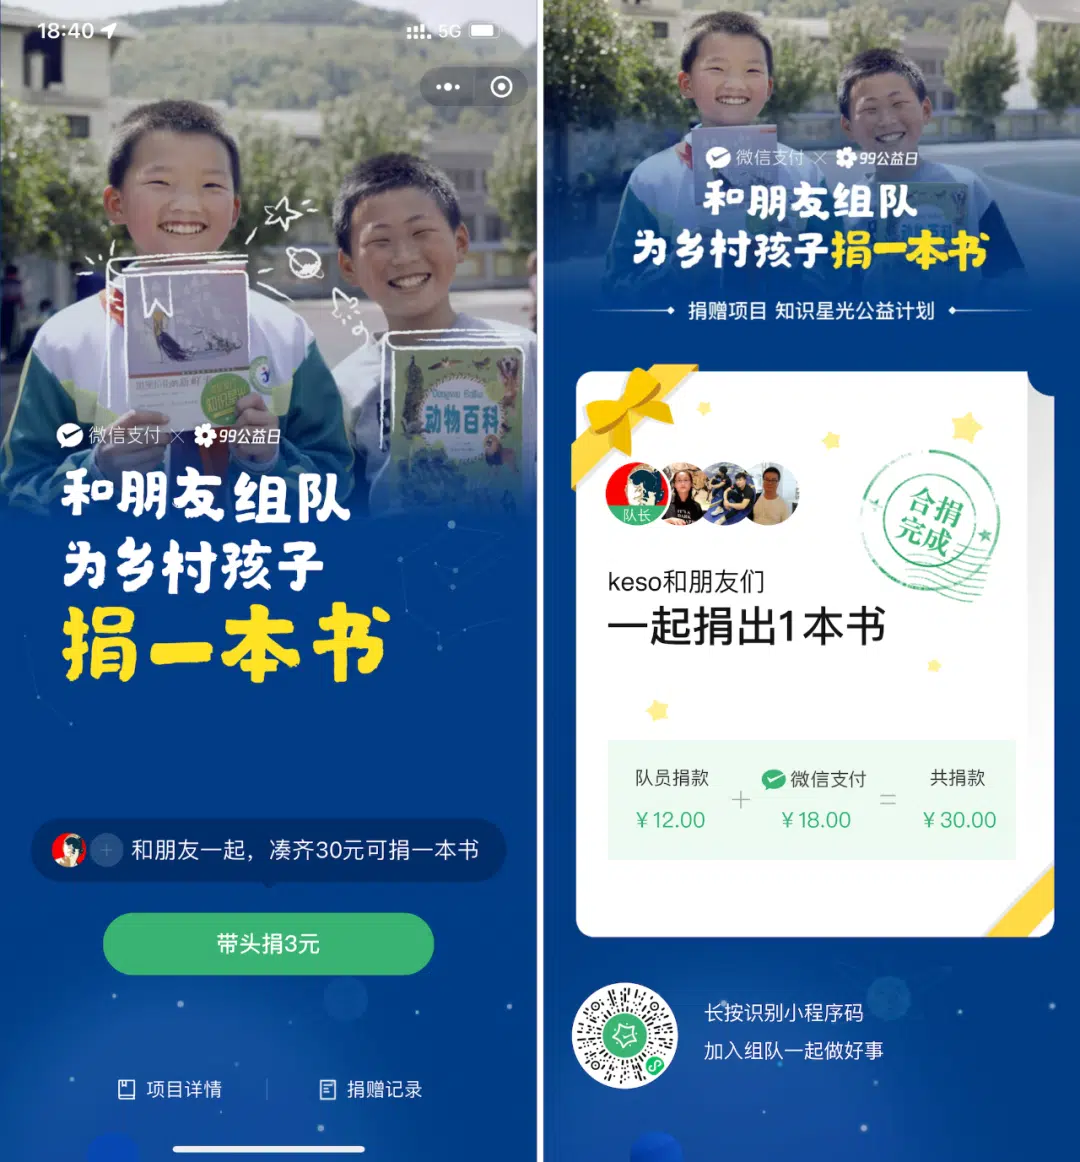 18:40
5G
动物百科
微信支付 × 99公益日
和朋友组队
为乡村孩子
捐一本书
和朋友一起，凑齐30元可捐一本书
带头捐3元
项目详情
捐赠记录
微信支付 × 99公益日
和朋友组队
为乡村孩子捐一本书
捐赠项目 知识星光公益计划
队长
合捐
完成
keso和朋友们
一起捐出1本书
队员捐款 + 微信支付 = 共捐款
¥12.00 ¥18.00 ¥30.00
长按识别小程序码
加入组队一起做好事